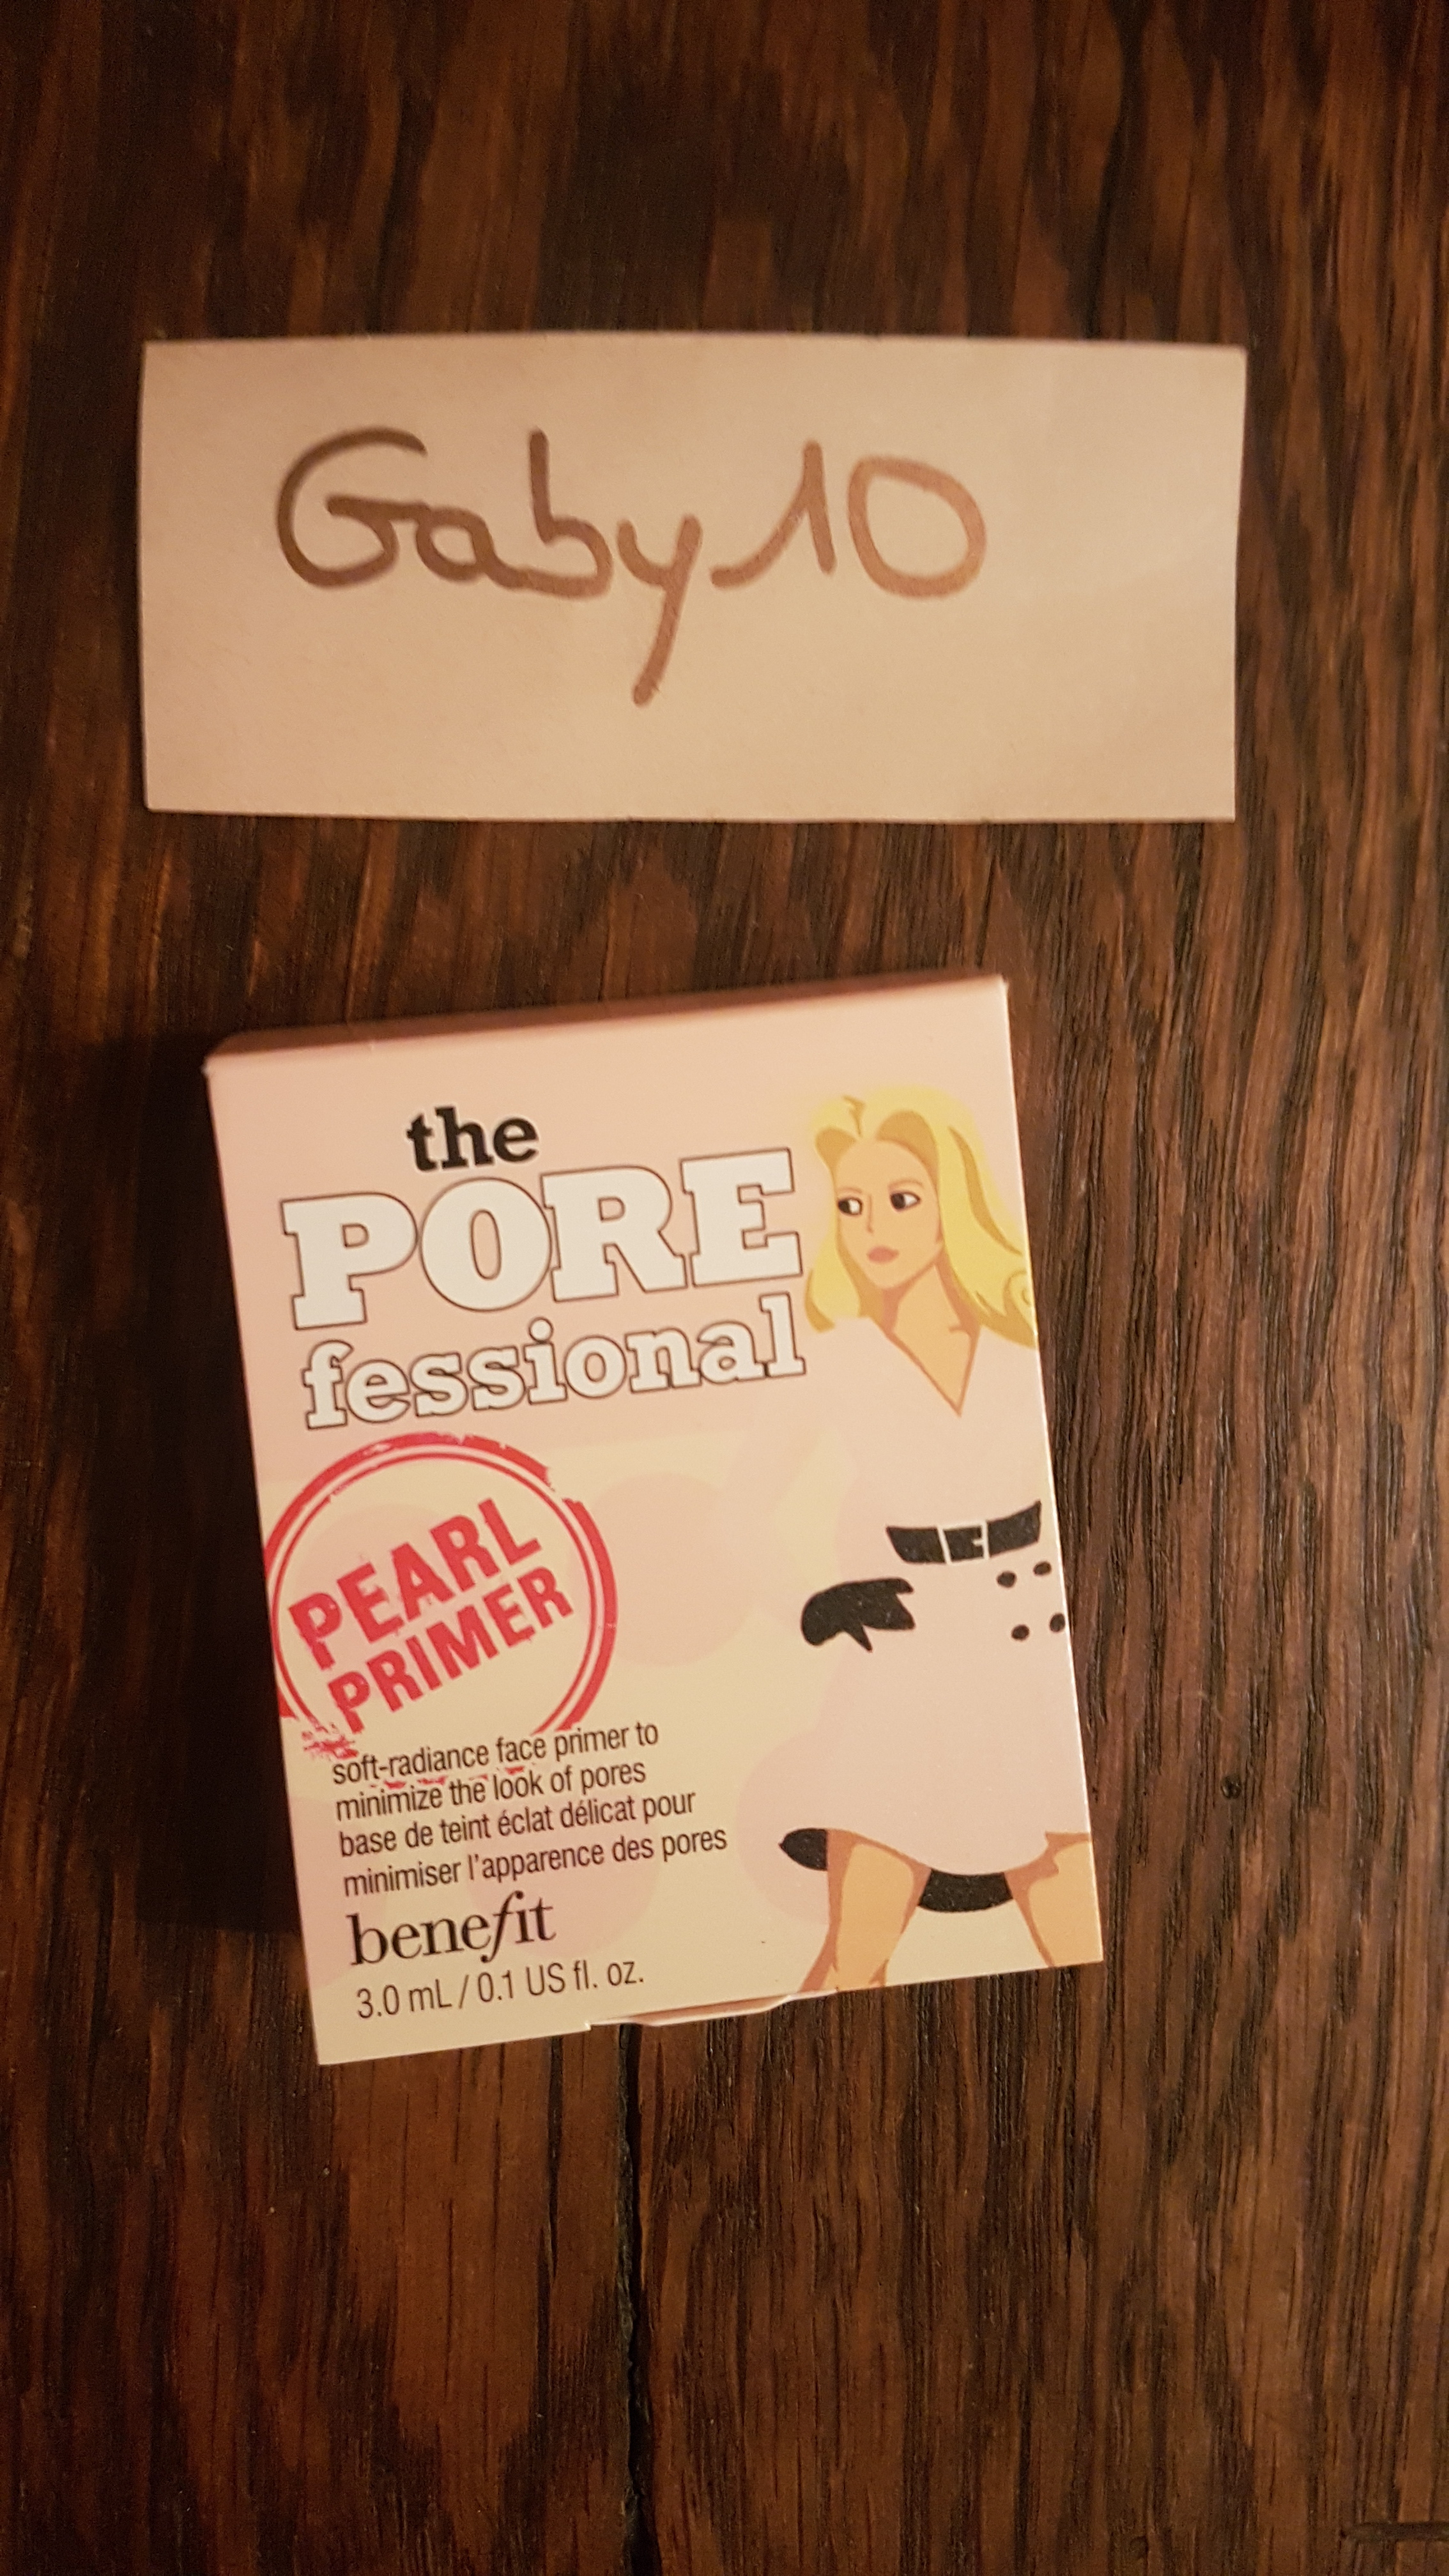 Gaby10
the
PORE
fessional
PEARL
PRIMER
soft-radiance face primer to
minimize the look of pores
base de teint éclat délicat pour
minimiser l'apparence des pores
benefit
3.0 mL / 0.1 US fl. oz.